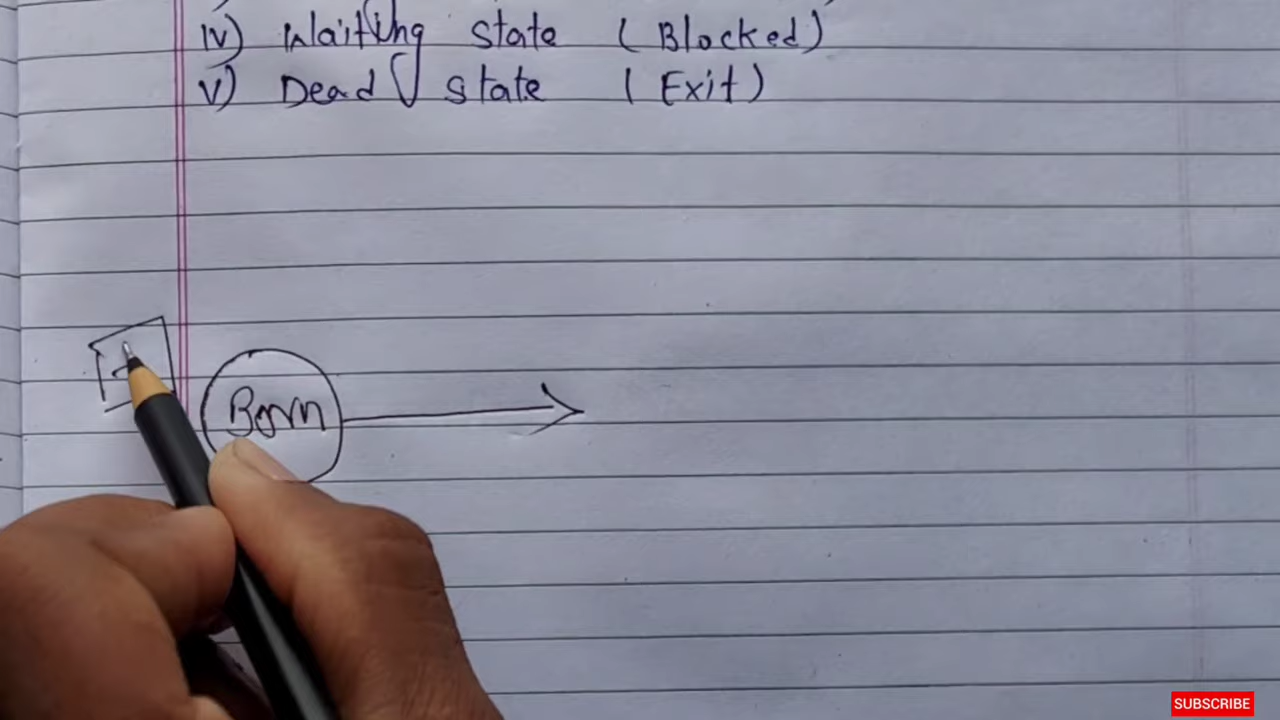 iv) Waiting state (Blocked)
v) Dead state (Exit)
Born
SUBSCRIBE